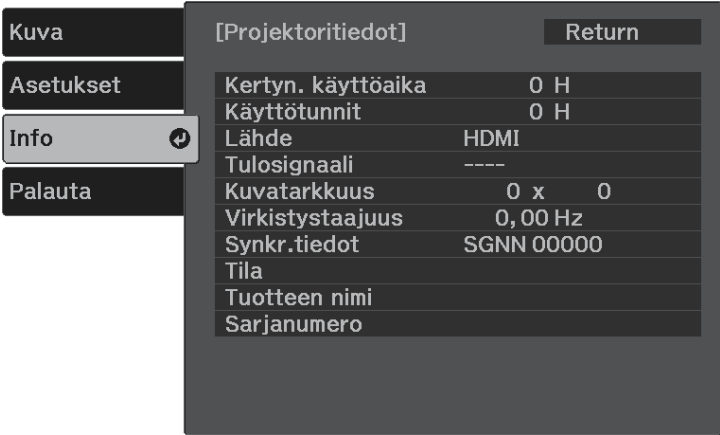 Kuva
Asetukset
Info
Palauta
[Projektoritiedot] Return
Kertyn. käyttöaika 0 H
Käyttötunnit 0 H
Lähde HDMI
Tulosignaali ----
Kuvatarkkuus 0 x 0
Virkistystaajuus 0,00 Hz
Synkr.tiedot SGNN 00000
Tila
Tuotteen nimi
Sarjanumero